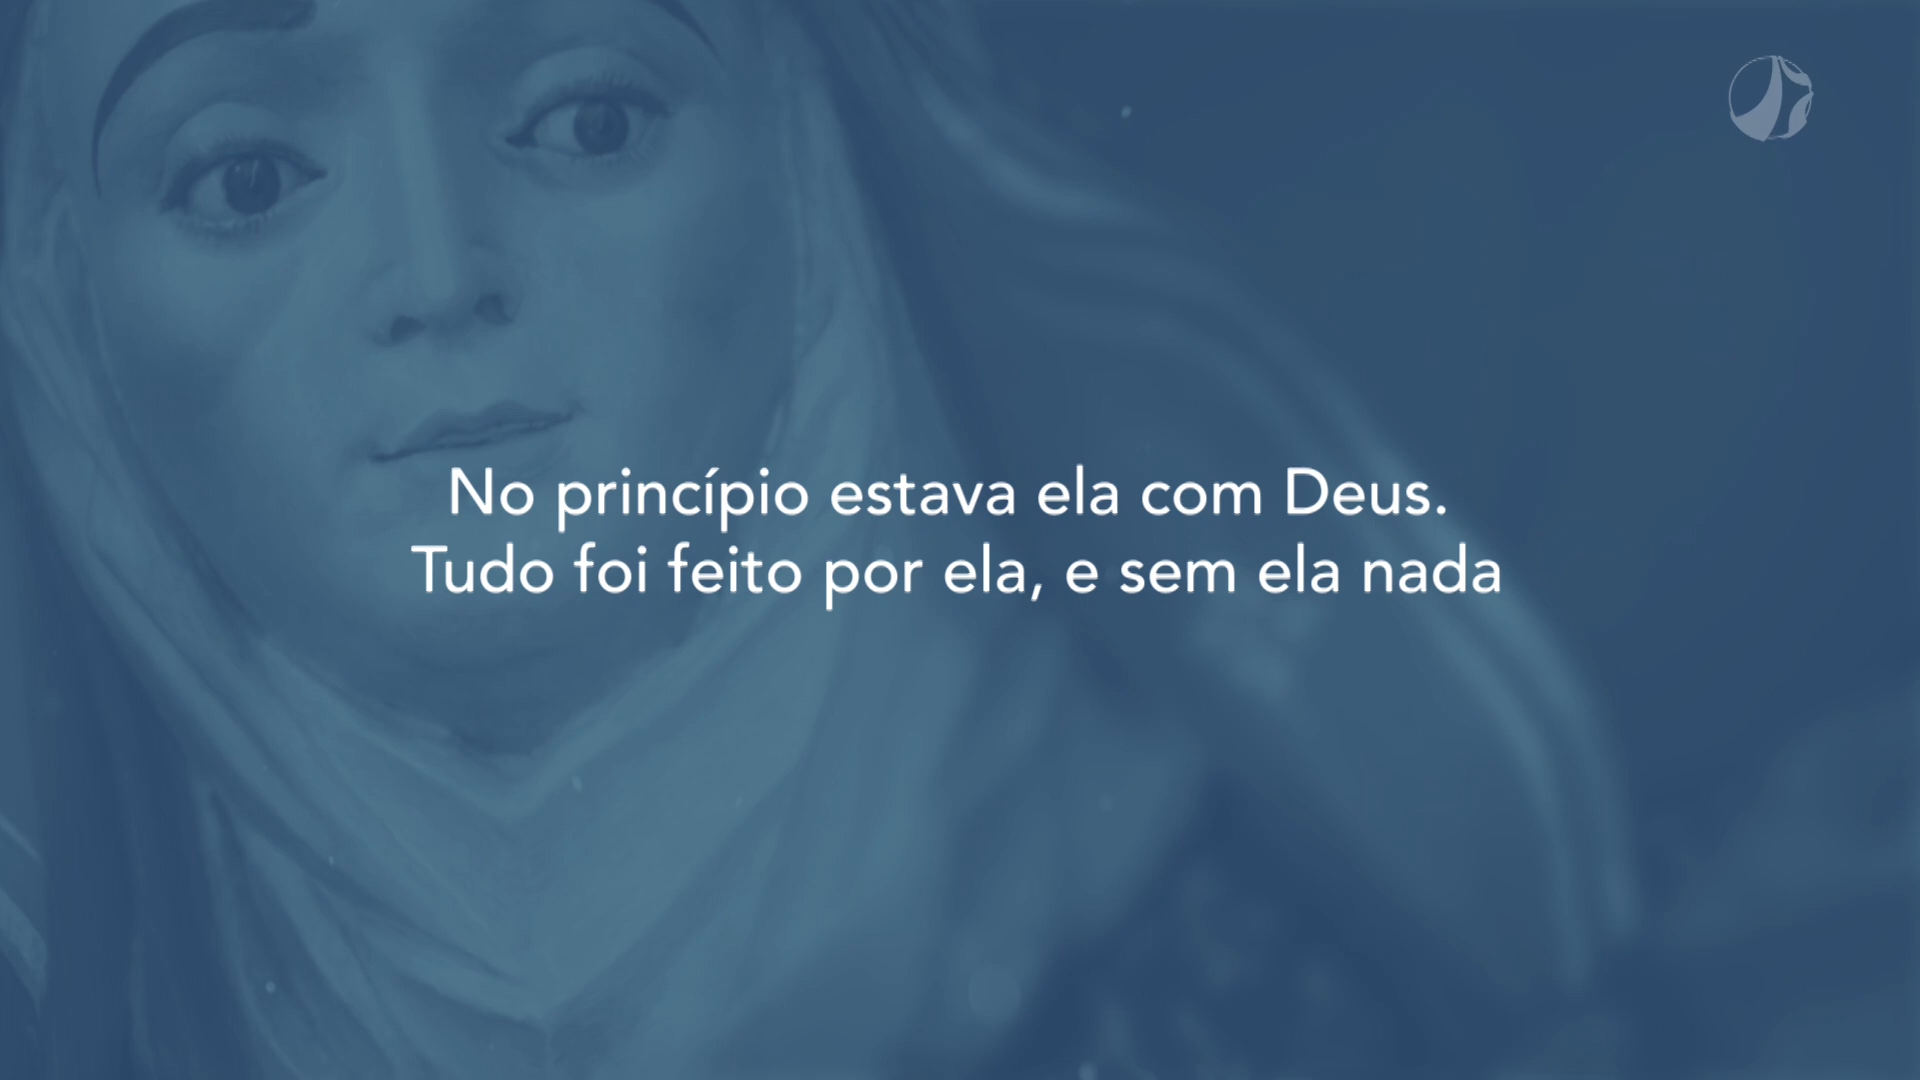 No princípio estava ela com Deus.
Tudo foi feito por ela, e sem ela nada